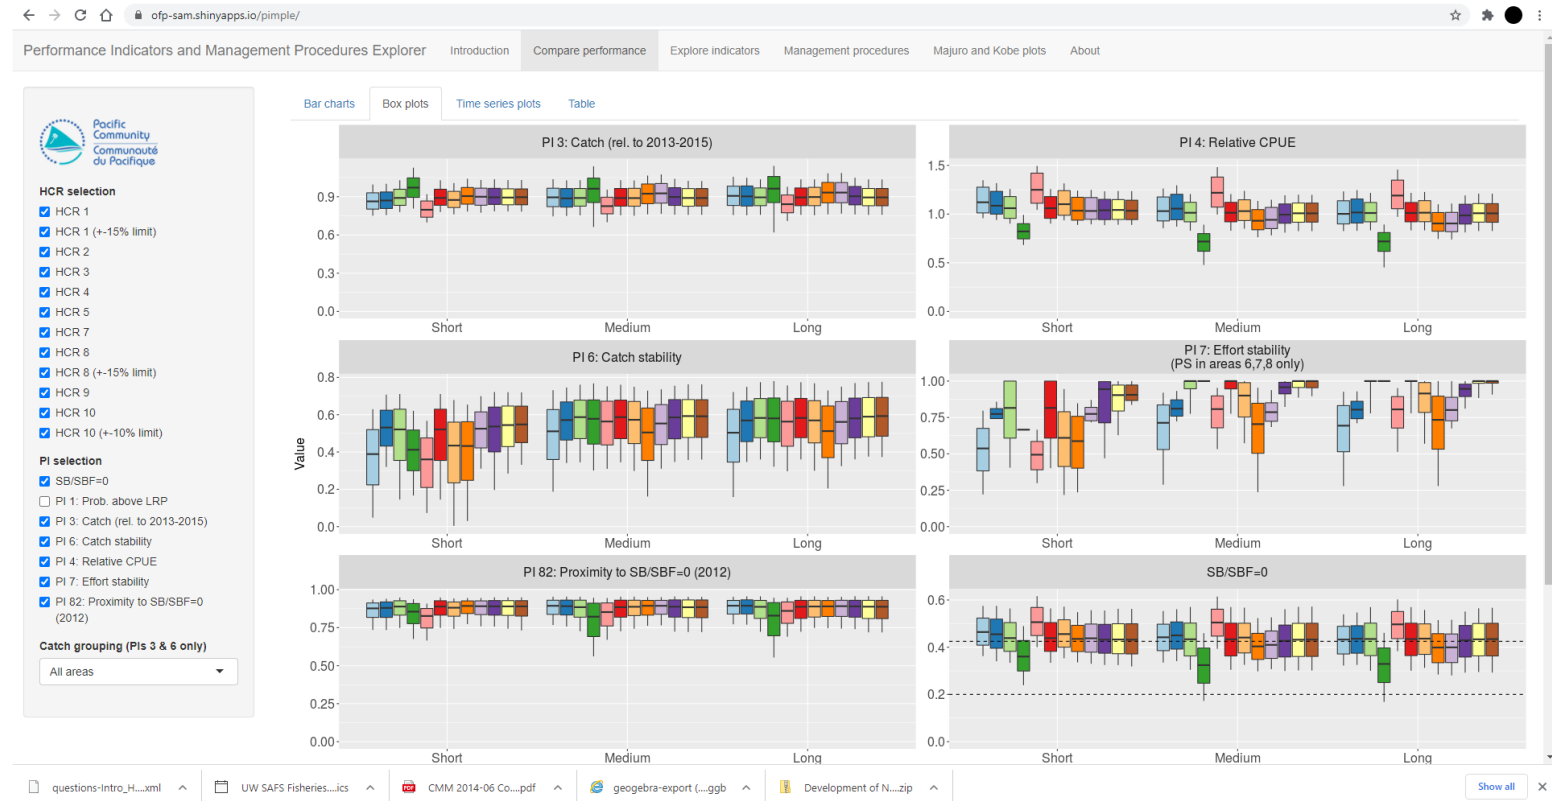 ofp-sam.shinyapps.io/pimple/
Performance Indicators and Management Procedures Explorer
Introduction
Compare performance
Explore indicators
Management procedures
Majuro and Kobe plots
About
Pacific
Community
Communauté
du Pacifique
HCR selection
HCR 1
HCR 1 (+-15% limit)
HCR 2
HCR 3
HCR 4
HCR 5
HCR 7
HCR 8
HCR 8 (+-15% limit)
HCR 9
HCR 10
HCR 10 (+-10% limit)
PI selection
SB/SBF=0
PI 1: Prob. above LRP
PI 3: Catch (rel. to 2013-2015)
PI 6: Catch stability
PI 4: Relative CPUE
PI 7: Effort stability
PI 82: Proximity to SB/SBF=0
(2012)
Catch grouping (PIs 3 & 6 only)
All areas
Bar charts
Box plots
Time series plots
Table
Value
PI 3: Catch (rel. to 2013-2015)
0.9
0.6
0.3
0.0
Short
Medium
Long
PI 4: Relative CPUE
1.5
1.0
0.5
0.0
Short
Medium
Long
PI 6: Catch stability
0.8
0.6
0.4
0.2
0.0
Short
Medium
Long
PI 7: Effort stability
(PS in areas 6,7,8 only)
1.00
0.75
0.50
0.25
0.00
Short
Medium
Long
PI 82: Proximity to SB/SBF=0 (2012)
1.00
0.75
0.50
0.25
0.00
Short
Medium
Long
SB/SBF=0
0.6
0.4
0.2
0.0
Short
Medium
Long
questions-Intro_H....xml
UW SAFS Fisheries....ics
PDF
CMM 2014-06 Co....pdf
geogebra-export (....ggb
Development of N....zip
Show all